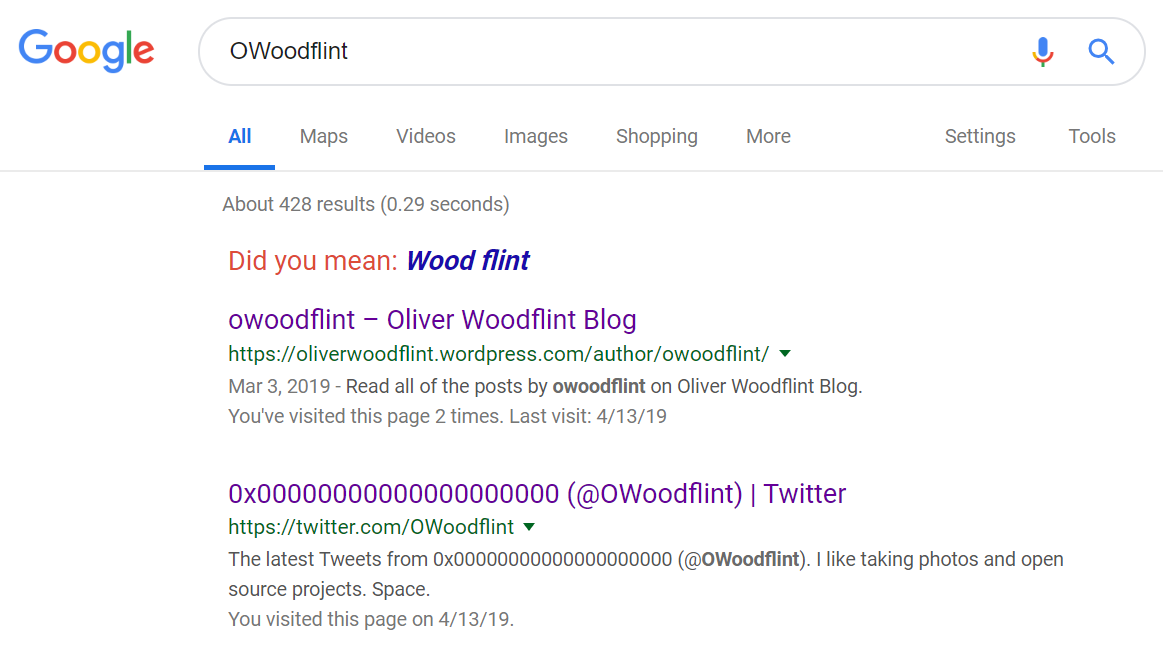 Google
OWoodflint
All Maps Videos Images Shopping More Settings Tools
About 428 results (0.29 seconds)
Did you mean: Wood flint
owoodflint – Oliver Woodflint Blog
https://oliverwoodflint.wordpress.com/author/owoodflint/
Mar 3, 2019 - Read all of the posts by owoodflint on Oliver Woodflint Blog.
You've visited this page 2 times. Last visit: 4/13/19
0x00000000000000000000 (@OWoodflint) | Twitter
https://twitter.com/OWoodflint
The latest Tweets from 0x00000000000000000000 (@OWoodflint). I like taking photos and open
source projects. Space.
You visited this page on 4/13/19.